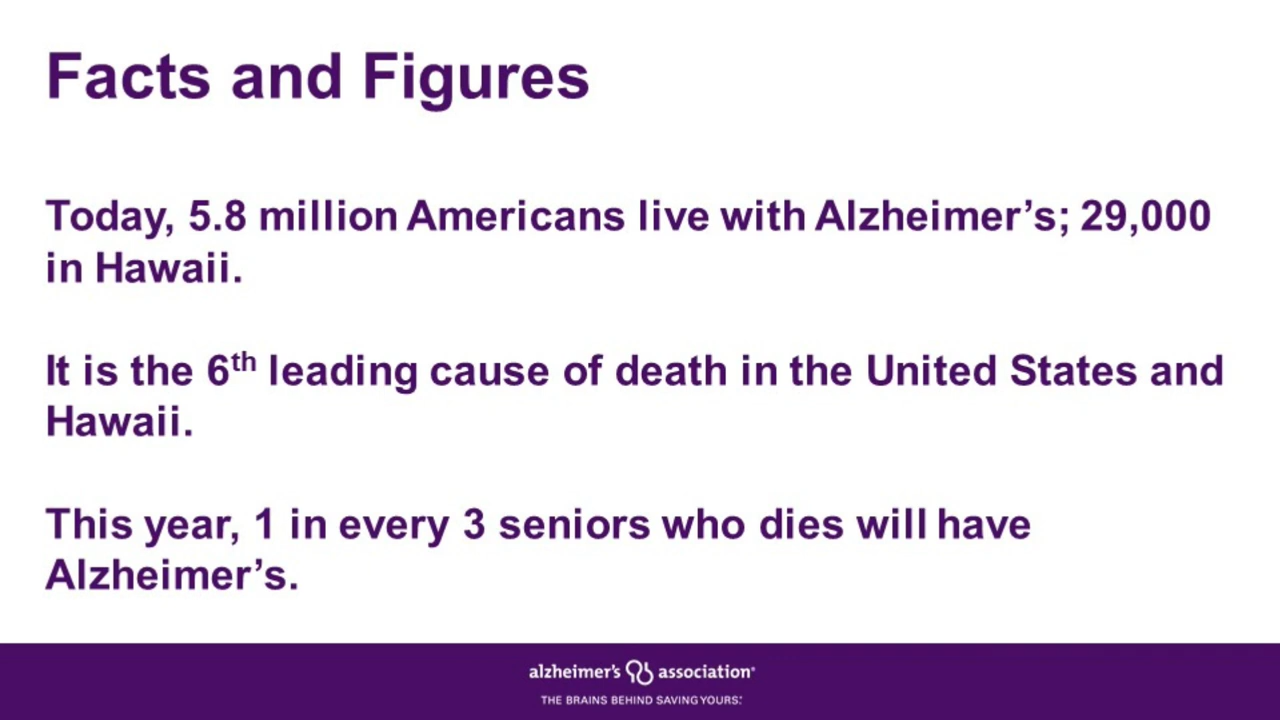 Facts and Figures
Today, 5.8 million Americans live with Alzheimer’s; 29,000
in Hawaii.
It is the 6th leading cause of death in the United States and
Hawaii.
This year, 1 in every 3 seniors who dies will have
Alzheimer’s.
alzheimer’s association®
THE BRAINS BEHIND SAVING YOURS.™